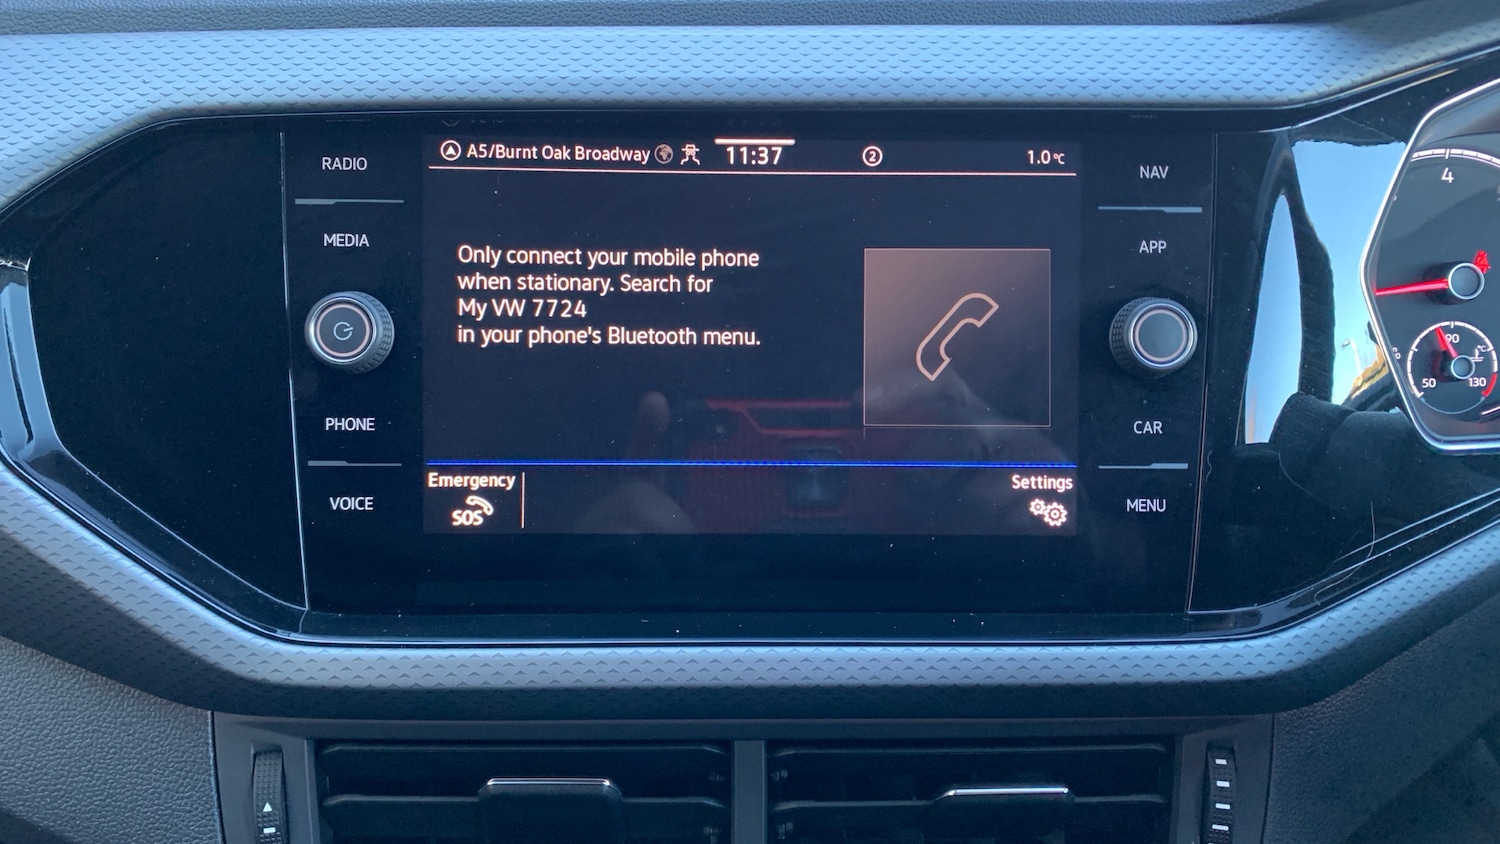 RADIO
MEDIA
PHONE
VOICE
A5/Burnt Oak Broadway
11:37
2
1.0°C
Only connect your mobile phone
when stationary. Search for
My VW 7724
in your phone's Bluetooth menu.
Emergency
SOS
Settings
NAV
APP
CAR
MENU
4
90
50
130
°C